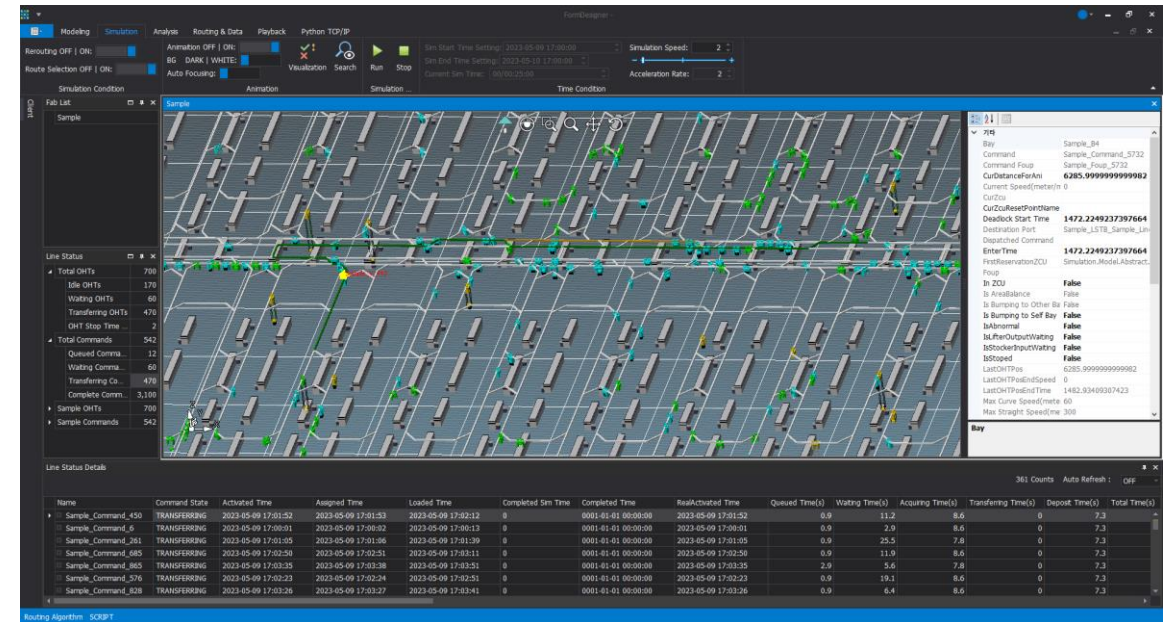 FormDesigner -
Modeling Simulation Analysis Routing & Data Playback Python TCP/IP
Rerouting OFF | ON:
Route Selection OFF | ON:
Simulation Condition
Animation OFF | ON:
BG DARK | WHITE:
Auto Focusing:
Visualization Search
Animation
Run Stop
Simulation ...
Sim Start Time Setting: 2023-05-09 17:00:00
Sim End Time Setting: 2023-05-10 17:00:00
Current Sim Time: 00/00:25:00
Simulation Speed: 2
Acceleration Rate: 2
Time Condition
Client
Fab List
Sample
Line Status
Total OHTs 700
Idle OHTs 170
Waiting OHTs 60
Transferring OHTs 470
OHT Stop Time ... 2
Total Commands 542
Queued Comma... 12
Waiting Comma... 60
Transferring Co... 470
Complete Comm... 3,100
Sample OHTs 700
Sample Commands 542
Sample
기타
Bay Sample_B4
Command Sample_Command_5732
Command Foup Sample_Foup_5732
CurDistanceForAni 6285.9999999999982
Current Speed(meter/m 0
CurZcu
CurZcuResetPointName
Deadlock Start Time 1472.2249237397664
Destination Port Sample_LSTB_Sample_Lin
Dispatched Command
EnterTime 1472.2249237397664
FirstReservationZCU Simulation.Model.Abstract.
Foup
In ZCU False
Is AreaBalance False
Is Bumping to Other Ba False
Is Bumping to Self Bay False
IsAbnormal False
IsLifterOutputWaiting False
IsStockerInputWaiting False
IsStoped False
LastOHTPos 6285.9999999999982
LastOHTPosEndSpeed 0
LastOHTPosEndTime 1482.93409307423
Max Curve Speed(mete 60
Max Straight Speed(me 300
Bay
Line Status Details
361 Counts Auto Refresh : OFF
Name Command State Activated Time Assigned Time Loaded Time Completed Sim Time Completed Time RealActivated Time Queued Time(s) Waiting Time(s) Acquiring Time(s) Transferring Time(s) Deposit Time(s) Total Time(s)
Sample_Command_450 TRANSFERRING 2023-05-09 17:01:52 2023-05-09 17:01:53 2023-05-09 17:02:12 0 0001-01-01 00:00:00 2023-05-09 17:01:52 0.9 11.2 8.6 0 7.3
Sample_Command_6 TRANSFERRING 2023-05-09 17:00:01 2023-05-09 17:00:02 2023-05-09 17:00:13 0 0001-01-01 00:00:00 2023-05-09 17:00:01 0.9 2.9 8.6 0 7.3
Sample_Command_261 TRANSFERRING 2023-05-09 17:01:05 2023-05-09 17:01:06 2023-05-09 17:01:39 0 0001-01-01 00:00:00 2023-05-09 17:01:05 0.9 25.5 7.8 0 7.3
Sample_Command_685 TRANSFERRING 2023-05-09 17:02:50 2023-05-09 17:02:51 2023-05-09 17:03:11 0 0001-01-01 00:00:00 2023-05-09 17:02:50 0.9 11.9 8.6 0 7.3
Sample_Command_865 TRANSFERRING 2023-05-09 17:03:35 2023-05-09 17:03:38 2023-05-09 17:03:51 0 0001-01-01 00:00:00 2023-05-09 17:03:35 2.9 5.6 7.8 0 7.3
Sample_Command_576 TRANSFERRING 2023-05-09 17:02:23 2023-05-09 17:02:24 2023-05-09 17:02:51 0 0001-01-01 00:00:00 2023-05-09 17:02:23 0.9 19.1 8.6 0 7.3
Sample_Command_828 TRANSFERRING 2023-05-09 17:03:26 2023-05-09 17:03:27 2023-05-09 17:03:41 0 0001-01-01 00:00:00 2023-05-09 17:03:26 0.9 6.4 8.6 0 7.3
Routing Algorithm SCRIPT